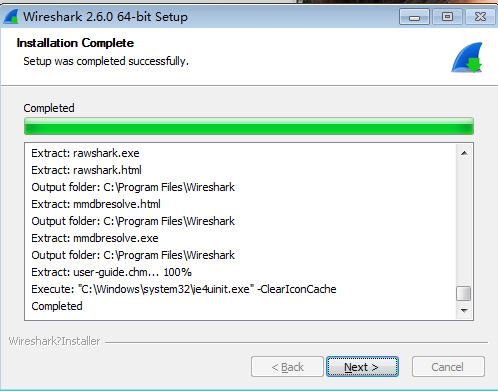 Wireshark 2.6.0 64-bit Setup
Installation Complete
Setup was completed successfully.
Completed
Extract: rawshark.exe
Extract: rawshark.html
Output folder: C:\Program Files\Wireshark
Extract: mmdbresolve.html
Output folder: C:\Program Files\Wireshark
Extract: mmdbresolve.exe
Output folder: C:\Program Files\Wireshark
Extract: user-guide.chm... 100%
Execute: "C:\Windows\system32\ie4uinit.exe" -ClearIconCache
Completed
Wireshark?Installer
< Back Next > Cancel